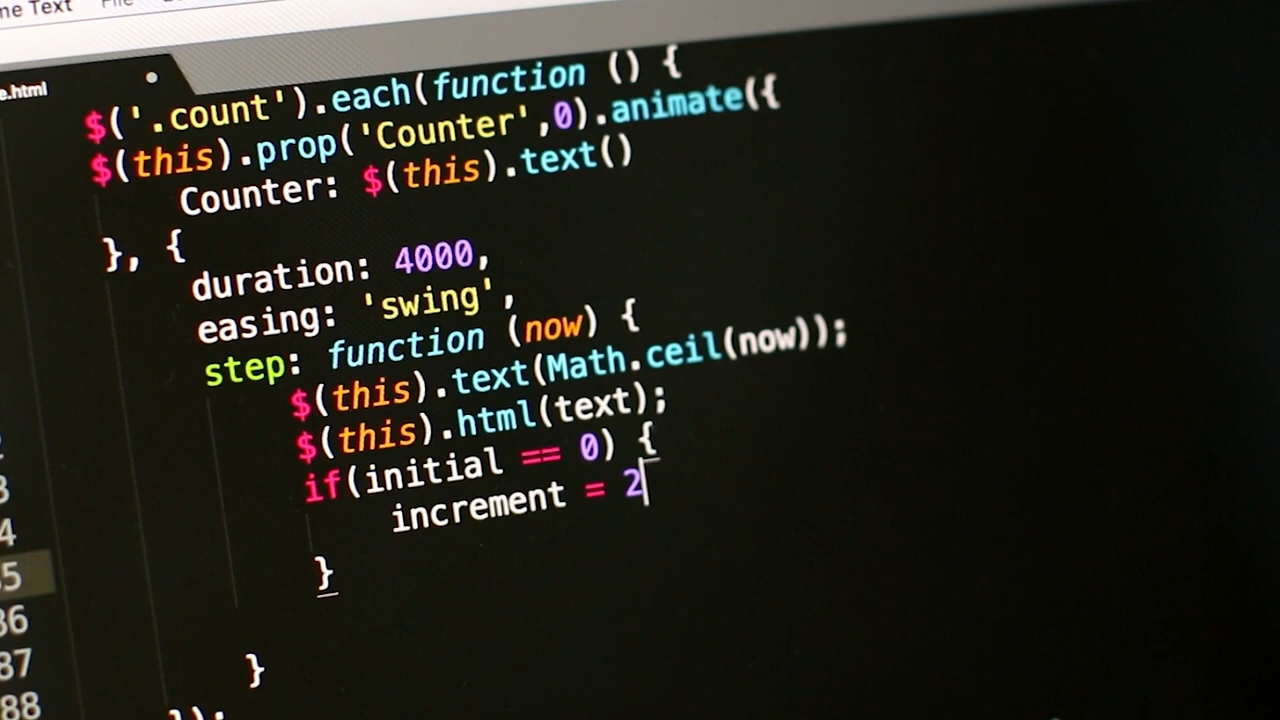 me Text File
e.html
$('.count').each(function () {
$(this).prop('Counter',0).animate({
Counter: $(this).text()
}, {
duration: 4000,
easing: 'swing',
step: function (now) {
$(this).text(Math.ceil(now));
$(this).html(text);
if(initial == 0) {
3
increment = 2
4
}
5
86
}
87
});
88